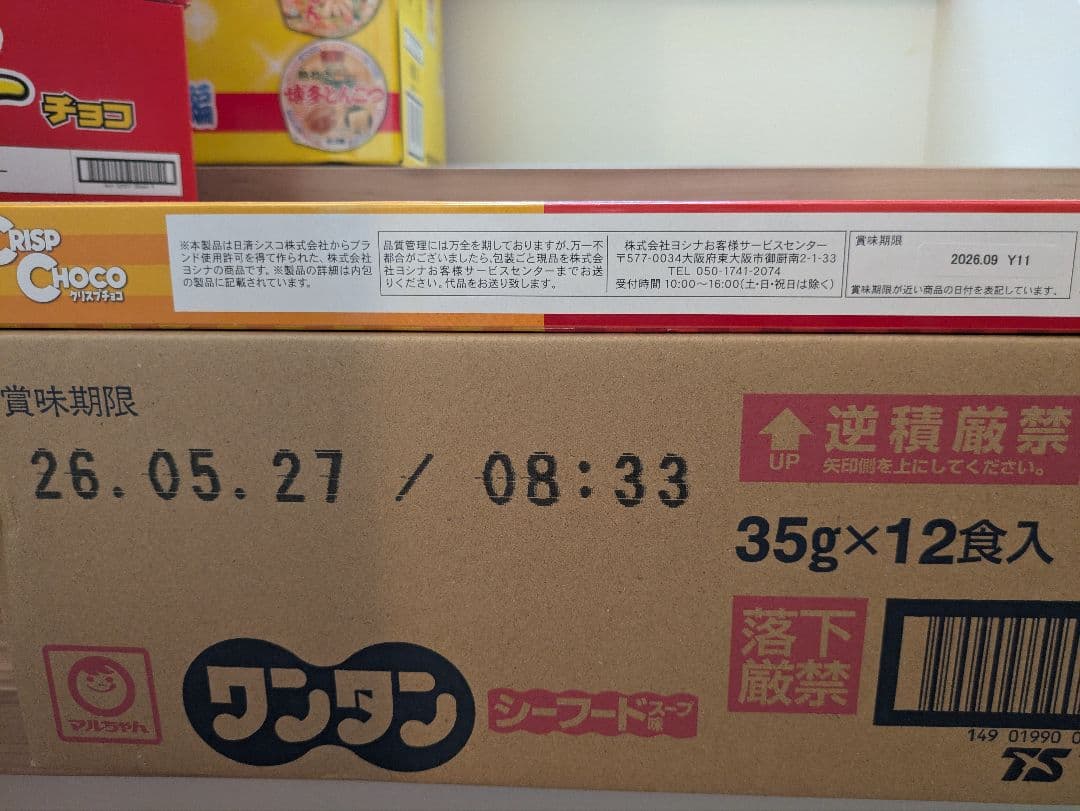 チョコ
編
博多とんこつ
CRISP
CHOCO
クリスプチョコ
※本製品は日清シスコ株式会社からブラ
ンド使用許可を得て作られた、株式会社
ヨシナの商品です。※製品の詳細は内包
の製品に記載されています。
品質管理には万全を期しておりますが、万一不
都合がございましたら、包装ごと現品を株式会
社ヨシナお客様サービスセンターまでお送
りください。代品をお送り致します。
株式会社ヨシナお客様サービスセンター
〒577-0034大阪府東大阪市御厨南2-1-33
TEL 050-1741-2074
受付時間 10:00〜16:00(土・日・祝日は除く)
賞味期限
2026.09 Y11
賞味期限が近い商品の日付を表記しています。
賞味期限
26.05.27 / 08:33
UP
逆積厳禁
矢印側を上にしてください。
35g×12食入
マルちゃん
ワンタン
シーフードスープ味
落下
厳禁
149 01990 0
TS